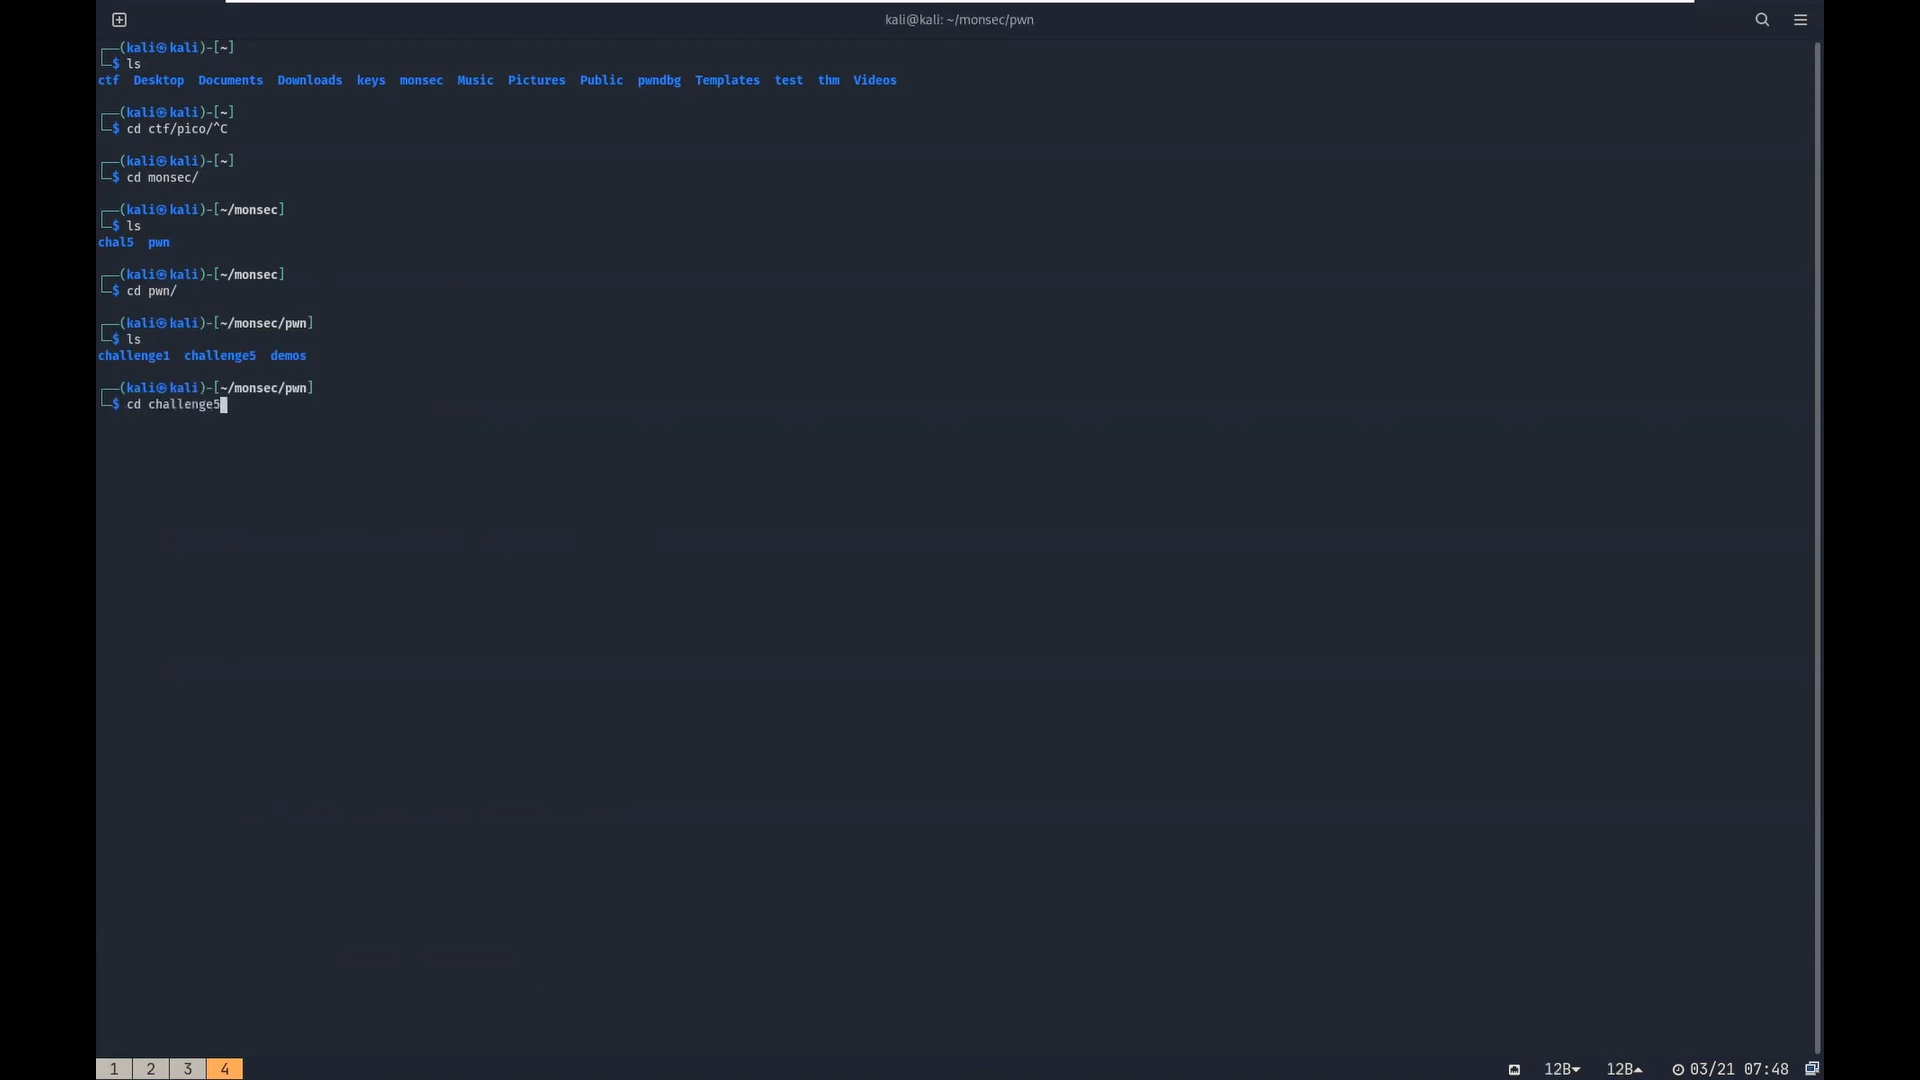 kali@kali: ~/monsec/pwn
┌──(kali㉿kali)-[~]
└─$ ls
ctf Desktop Documents Downloads keys monsec Music Pictures Public pwndbg Templates test thm Videos
┌──(kali㉿kali)-[~]
└─$ cd ctf/pico/^C
┌──(kali㉿kali)-[~]
└─$ cd monsec/
┌──(kali㉿kali)-[~/monsec]
└─$ ls
chal5 pwn
┌──(kali㉿kali)-[~/monsec]
└─$ cd pwn/
┌──(kali㉿kali)-[~/monsec/pwn]
└─$ ls
challenge1 challenge5 demos
┌──(kali㉿kali)-[~/monsec/pwn]
└─$ cd challenge5
1 2 3 4 12B▾ 12B▴ 03/21 07:48